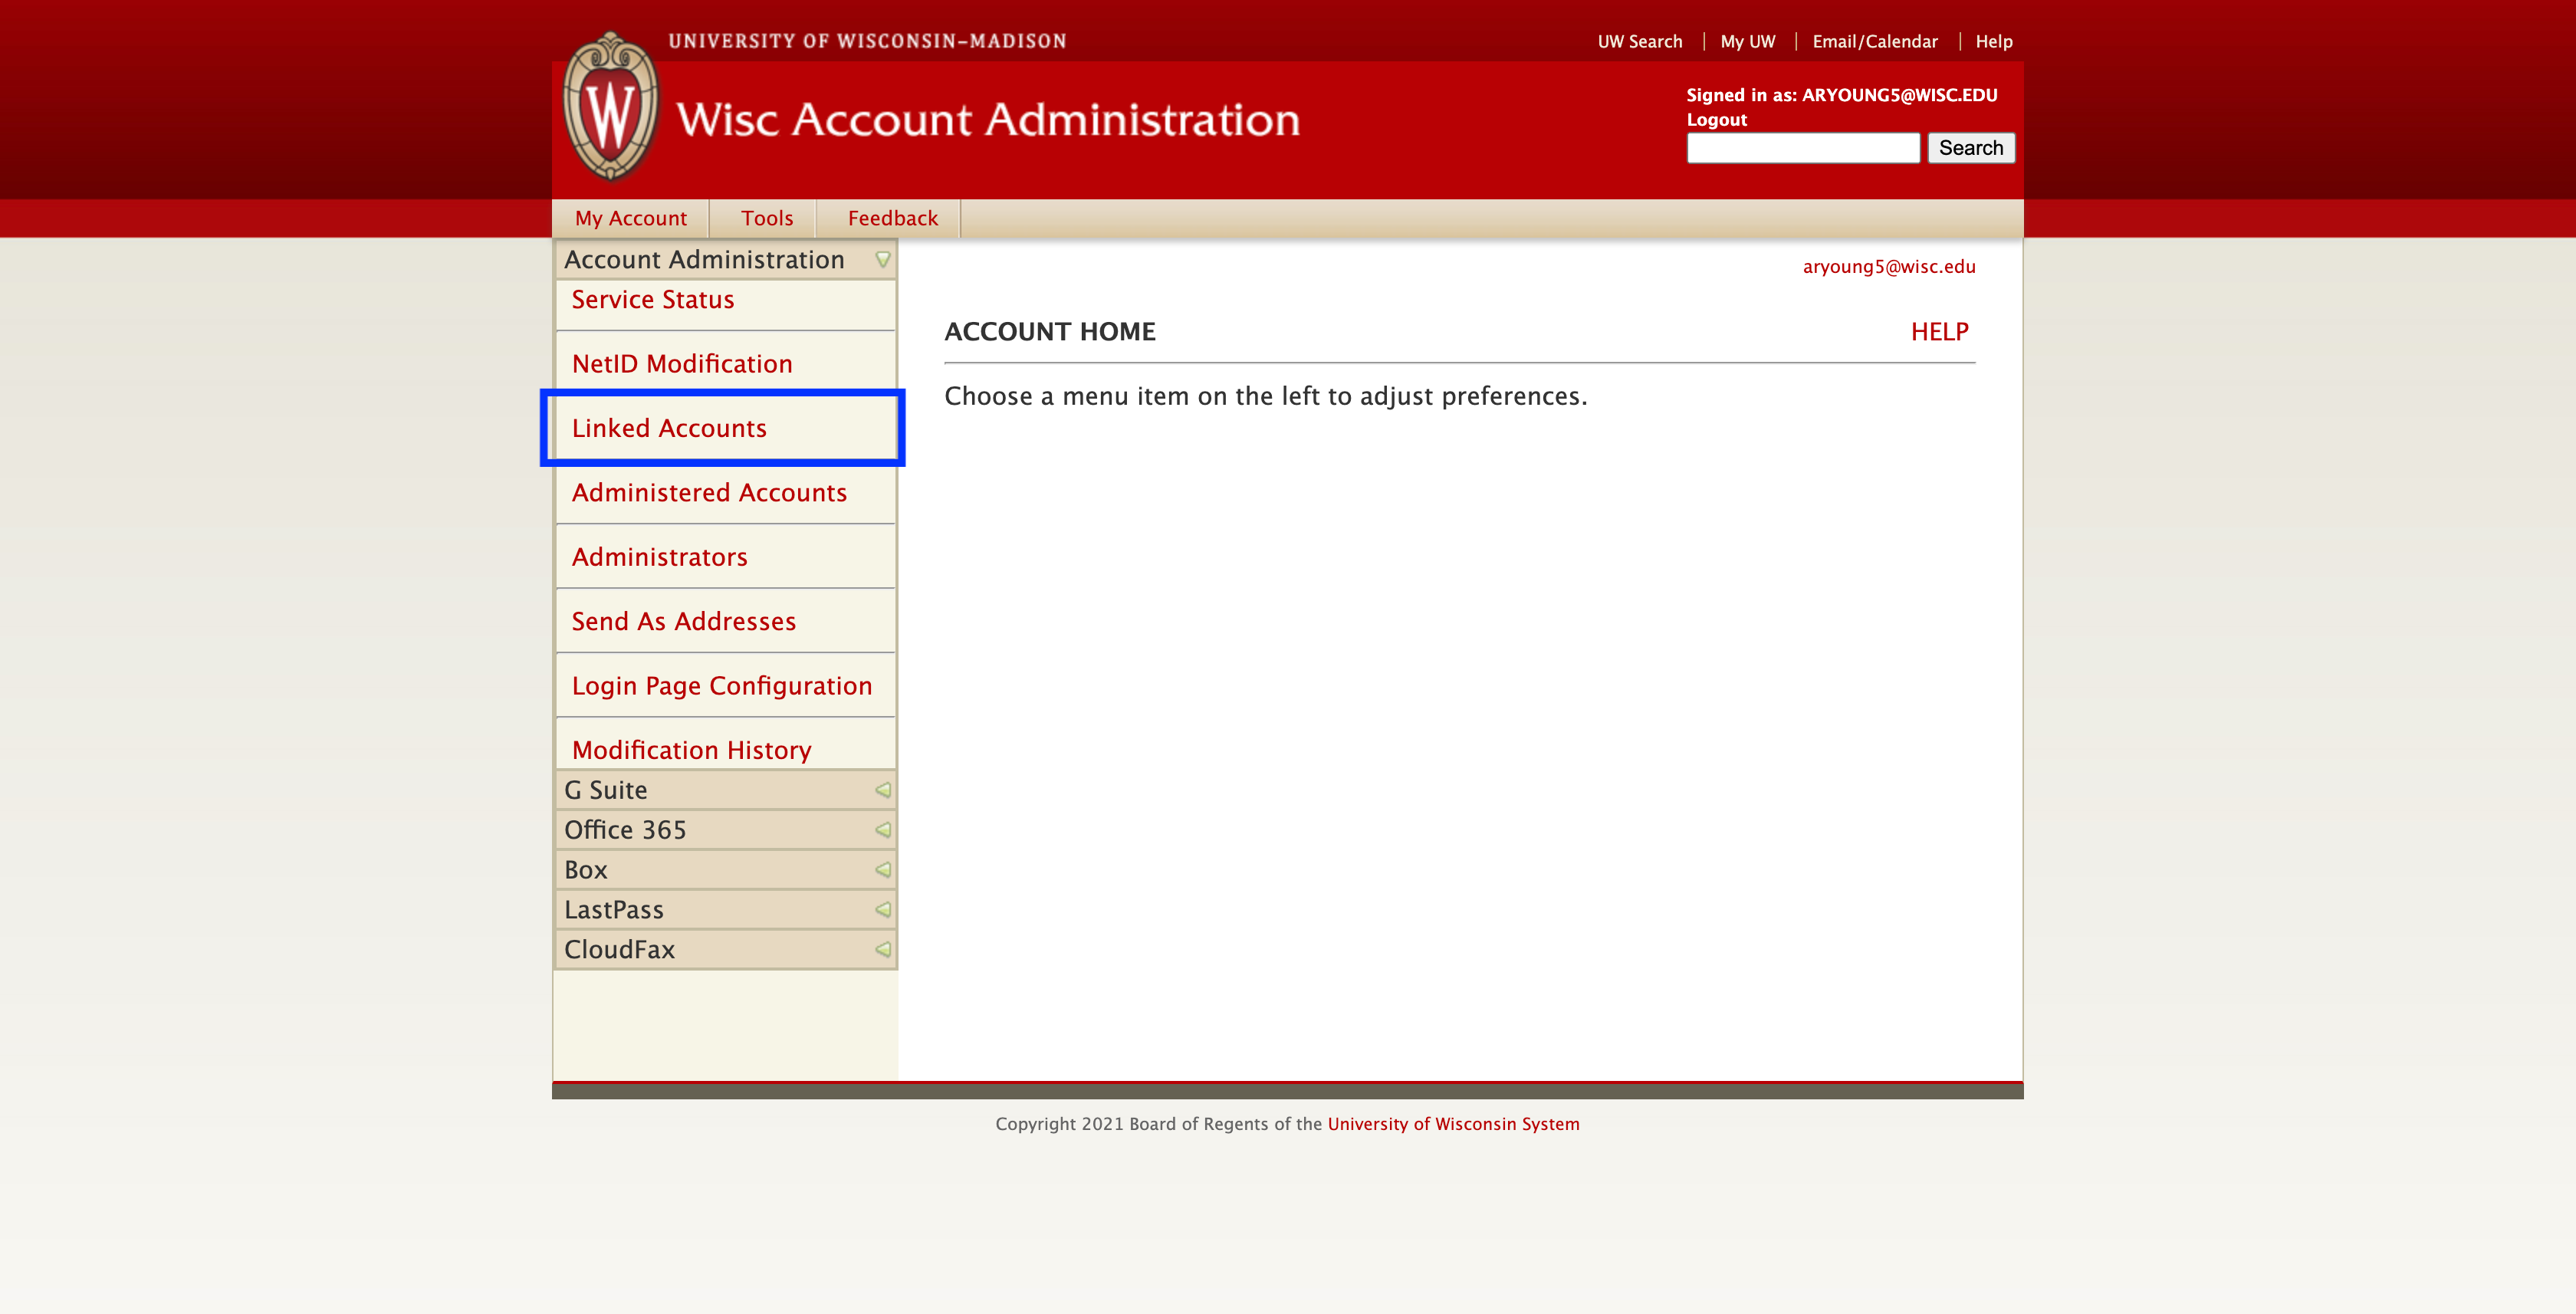 UNIVERSITY OF WISCONSIN–MADISON
UW Search
My UW
Email/Calendar
Help
W
Wisc Account Administration
Signed in as: ARYOUNG5@WISC.EDU
Logout
Search
My Account
Tools
Feedback
Account Administration
Service Status
NetID Modification
Linked Accounts
Administered Accounts
Administrators
Send As Addresses
Login Page Configuration
Modification History
G Suite
Office 365
Box
LastPass
CloudFax
aryoung5@wisc.edu
ACCOUNT HOME
HELP
Choose a menu item on the left to adjust preferences.
Copyright 2021 Board of Regents of the University of Wisconsin System